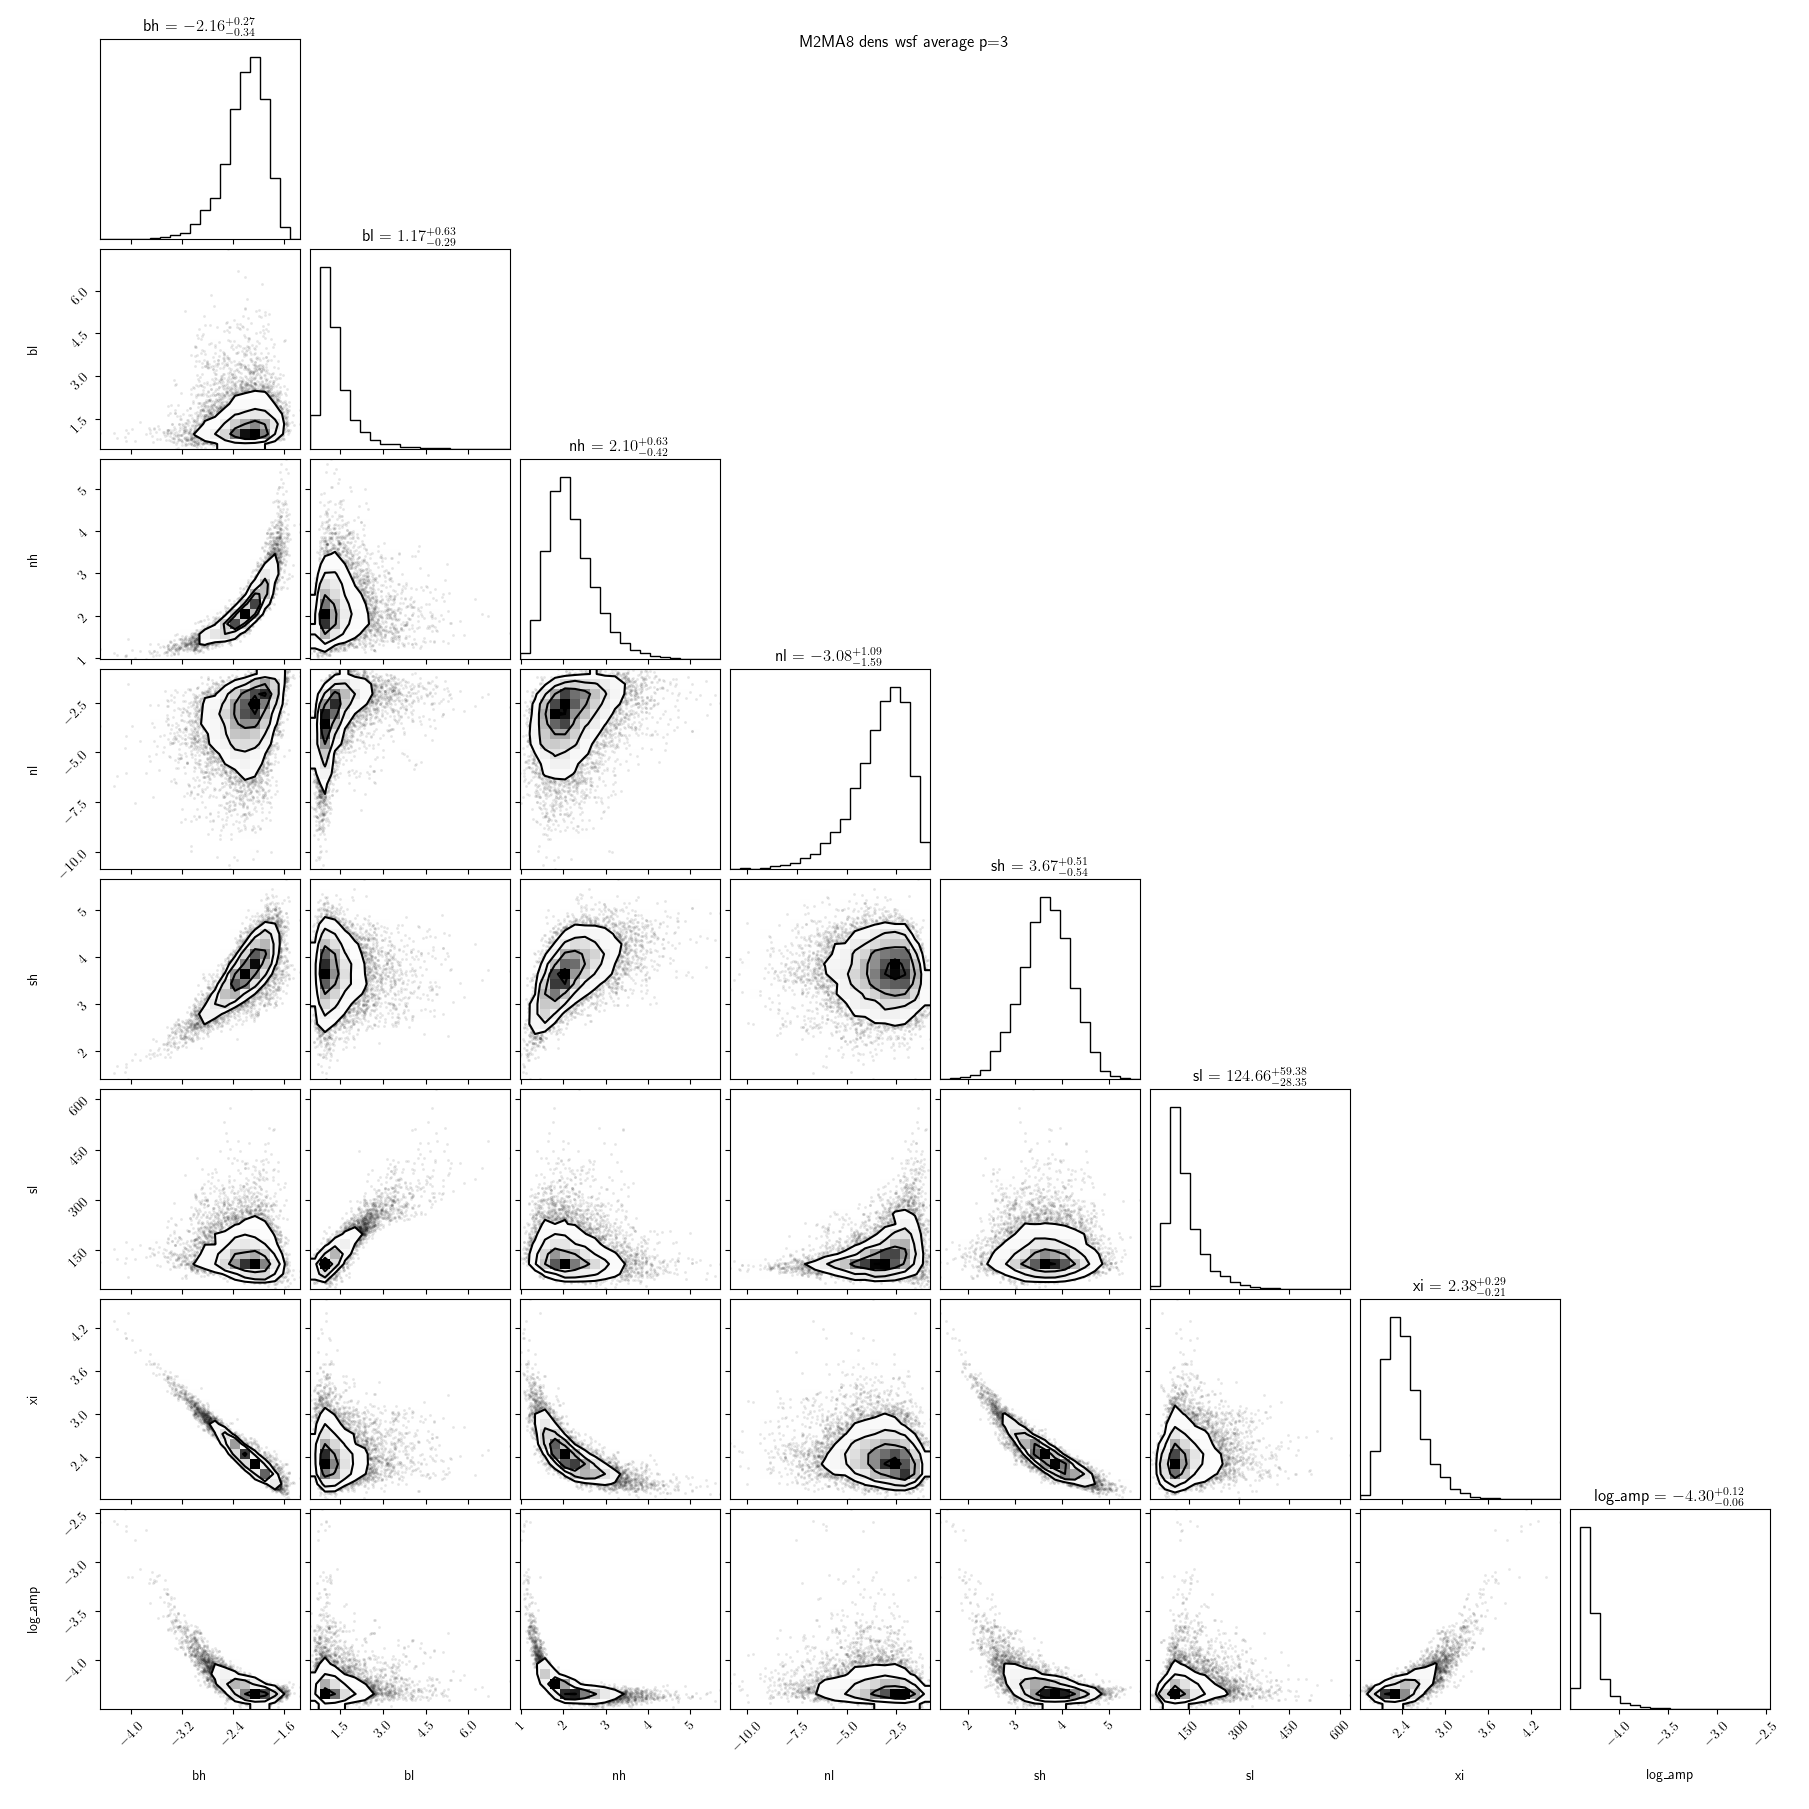 M2MA8 dens wsf average p=3
bh = −2.16 +0.27 −0.34
bl = 1.17 +0.63 −0.29
6.0
4.5
3.0
1.5
bl
nh = 2.10 +0.63 −0.42
5
4
3
2
1
nh
nl = −3.08 +1.09 −1.59
−2.5
−5.0
−7.5
−10.0
nl
sh = 3.67 +0.51 −0.54
5
4
3
2
sh
sl = 124.66 +59.38 −28.35
600
450
300
150
sl
xi = 2.38 +0.29 −0.21
4.2
3.6
3.0
2.4
xi
log_amp = −4.30 +0.12 −0.06
−2.5
−3.0
−3.5
−4.0
log_amp
−4.0 −3.2 −2.4 −1.6 1.5 3.0 4.5 6.0 1 2 3 4 5 −10.0 −7.5 −5.0 −2.5 2 3 4 5 150 300 450 600 2.4 3.0 3.6 4.2 −4.0 −3.5 −3.0 −2.5
bh bl nh nl sh sl xi log_amp